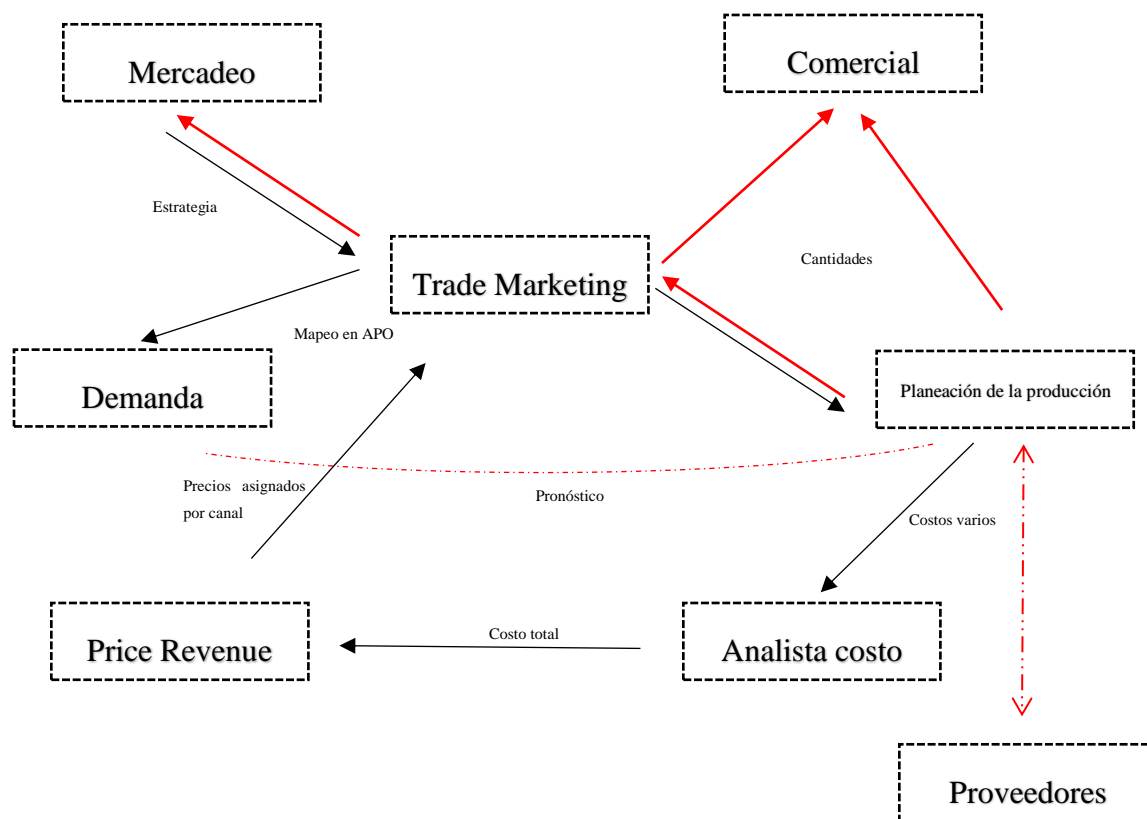 Mercadeo
Comercial
Estrategia
Cantidades
Trade Marketing
Mapeo en APO
Demanda
Planeación de la producción
Precios asignados
por canal
Pronóstico
Costos varios
Price Revenue
Costo total
Analista costo
Proveedores